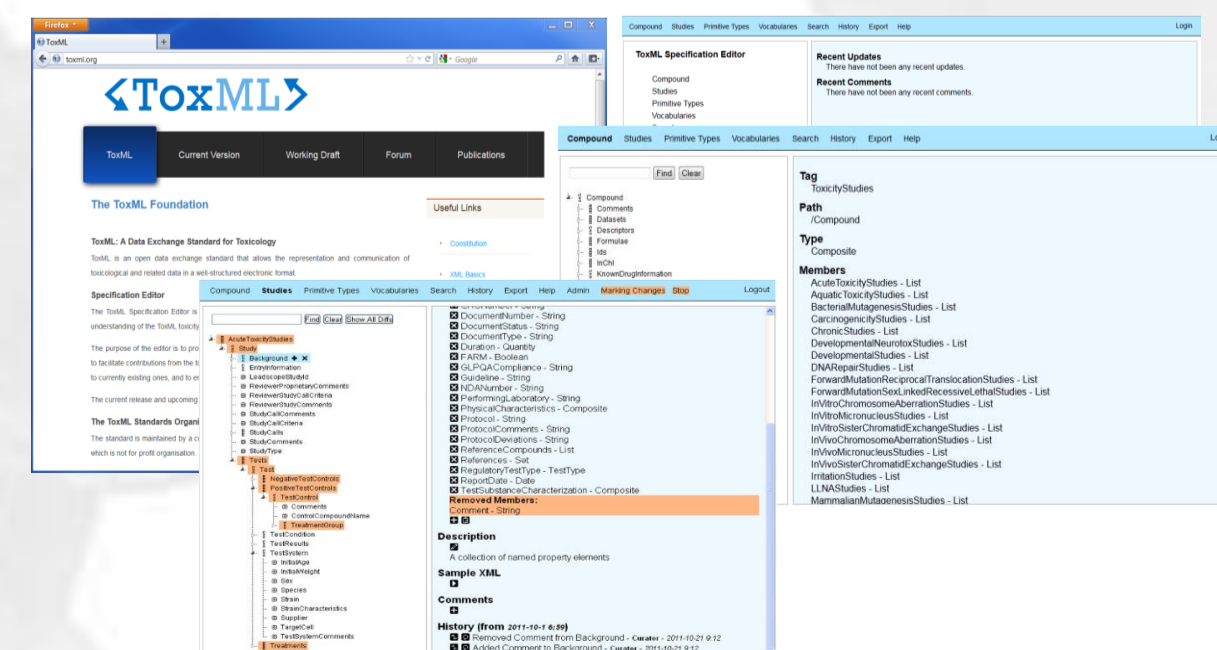 Firefox
ToxML
toxml.org
Google
<ToxML>
ToxML Current Version Working Draft Forum Publications
The ToxML Foundation
ToxML: A Data Exchange Standard for Toxicology
ToxML is an open data exchange standard that allows the representation and communication of
toxicological and related data in a well-structured electronic format.
Specification Editor
The ToxML Specification Editor is
understanding of the ToxML toxicity
The purpose of the editor is to pro
to facilitate contributions from the t
to currently existing ones, and to e
The current release and upcoming
The ToxML Standards Organi
The standard is maintained by a c
which is not for profit organisation.
Useful Links
Constitution
XML Basics
Compound Studies Primitive Types Vocabularies Search History Export Help Login
ToxML Specification Editor
Compound
Studies
Primitive Types
Vocabularies
Recent Updates
There have not been any recent updates.
Recent Comments
There have not been any recent comments.
Compound Studies Primitive Types Vocabularies Search History Export Help Lo
Find Clear
Compound
Comments
Datasets
Descriptors
Formulae
Ids
InChI
KnownDrugInformation
Tag
ToxicityStudies
Path
/Compound
Type
Composite
Members
AcuteToxicityStudies - List
AquaticToxicityStudies - List
BacterialMutagenesisStudies - List
CarcinogenicityStudies - List
ChronicStudies - List
DevelopmentalNeurotoxStudies - List
DevelopmentalStudies - List
DNARepairStudies - List
ForwardMutationReciprocalTranslocationStudies - List
ForwardMutationSexLinkedRecessiveLethalStudies - List
InVitroChromosomeAberrationStudies - List
InVitroMicronucleusStudies - List
InVitroSisterChromatidExchangeStudies - List
InVivoChromosomeAberrationStudies - List
InVivoMicronucleusStudies - List
InVivoSisterChromatidExchangeStudies - List
IrritationStudies - List
LLNAStudies - List
MammalianMutagenesisStudies - List
Compound Studies Primitive Types Vocabularies Search History Export Help Admin Marking Changes Stop Logout
Find Clear Show All Diffs
AcuteToxicityStudies
Study
Background
EntryInformation
LeadscopeStudyId
ReviewerProprietaryComments
ReviewerStudyCallCriteria
ReviewerStudyComments
StudyCallComments
StudyCallCriteria
StudyCalls
StudyComments
StudyType
Tests
Test
NegativeTestControls
PositiveTestControls
TestControl
Comments
ControlCompoundName
TreatmentGroup
TestCondition
TestResults
TestSystem
InitialAge
InitialWeight
Sex
Species
Strain
StrainCharacteristics
Supplier
TargetCell
TestSystemComments
Treatments
DocumentNumber - String
DocumentStatus - String
DocumentType - String
Duration - Quantity
FARM - Boolean
GLPQACompliance - String
Guideline - String
NDANumber - String
PerformingLaboratory - String
PhysicalCharacteristics - Composite
Protocol - String
ProtocolComments - String
ProtocolDeviations - String
ReferenceCompounds - List
References - Set
RegulatoryTestType - TestType
ReportDate - Date
TestSubstanceCharacterization - Composite
Removed Members:
Comment - String
Description
A collection of named property elements
Sample XML
Comments
History (from 2011-10-1 6:59)
Removed Comment from Background - Curator - 2011-10-21 9:12
Added Comment to Background - Curator - 2011-10-21 9:12